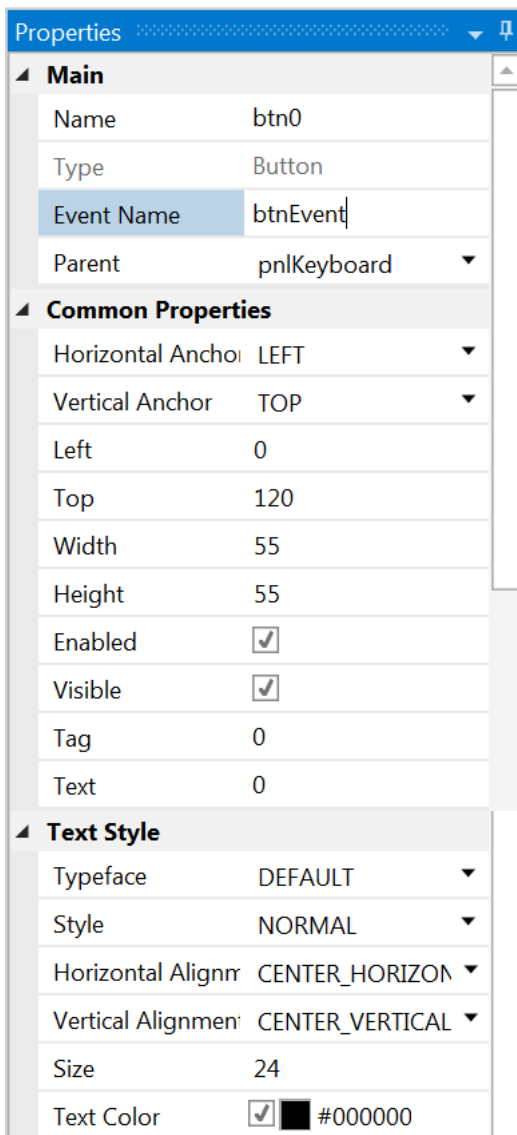 Properties
Main
Name btn0
Type Button
Event Name btnEvent
Parent pnlKeyboard
Common Properties
Horizontal Ancho LEFT
Vertical Anchor TOP
Left 0
Top 120
Width 55
Height 55
Enabled
Visible
Tag 0
Text 0
Text Style
Typeface DEFAULT
Style NORMAL
Horizontal Alignm CENTER_HORIZON
Vertical Alignment CENTER_VERTICAL
Size 24
Text Color #000000